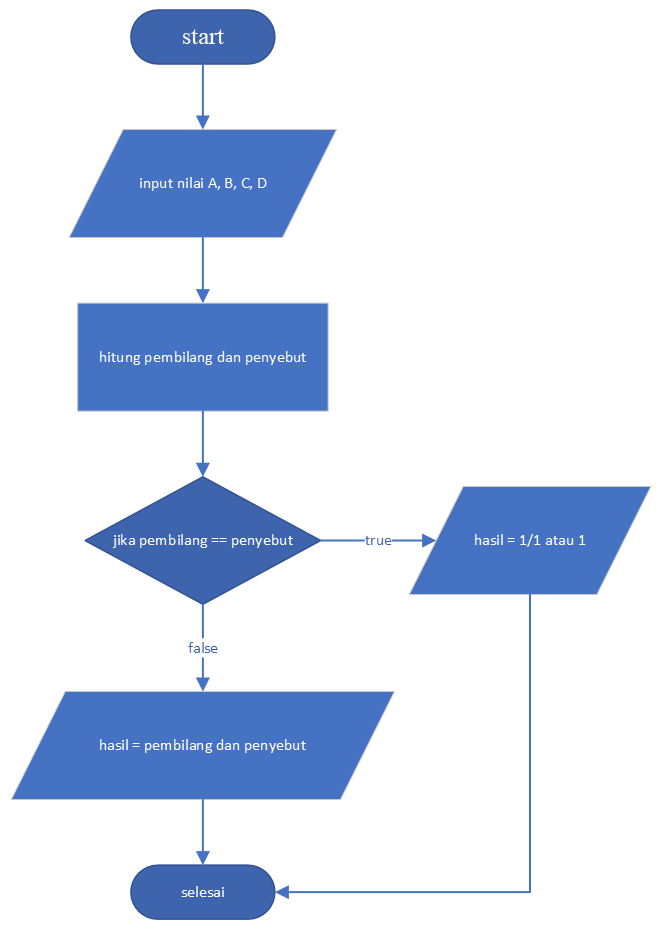 start
input nilai A, B, C, D
hitung pembilang dan penyebut
jika pembilang == penyebut
true
hasil = 1/1 atau 1
false
hasil = pembilang dan penyebut
selesai